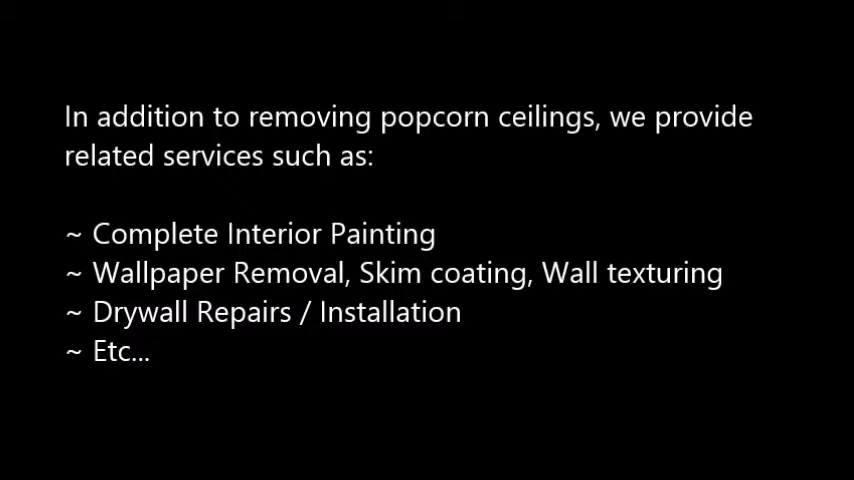 In addition to removing popcorn ceilings, we provide
related services such as:
~ Complete Interior Painting
~ Wallpaper Removal, Skim coating, Wall texturing
~ Drywall Repairs / Installation
~ Etc...